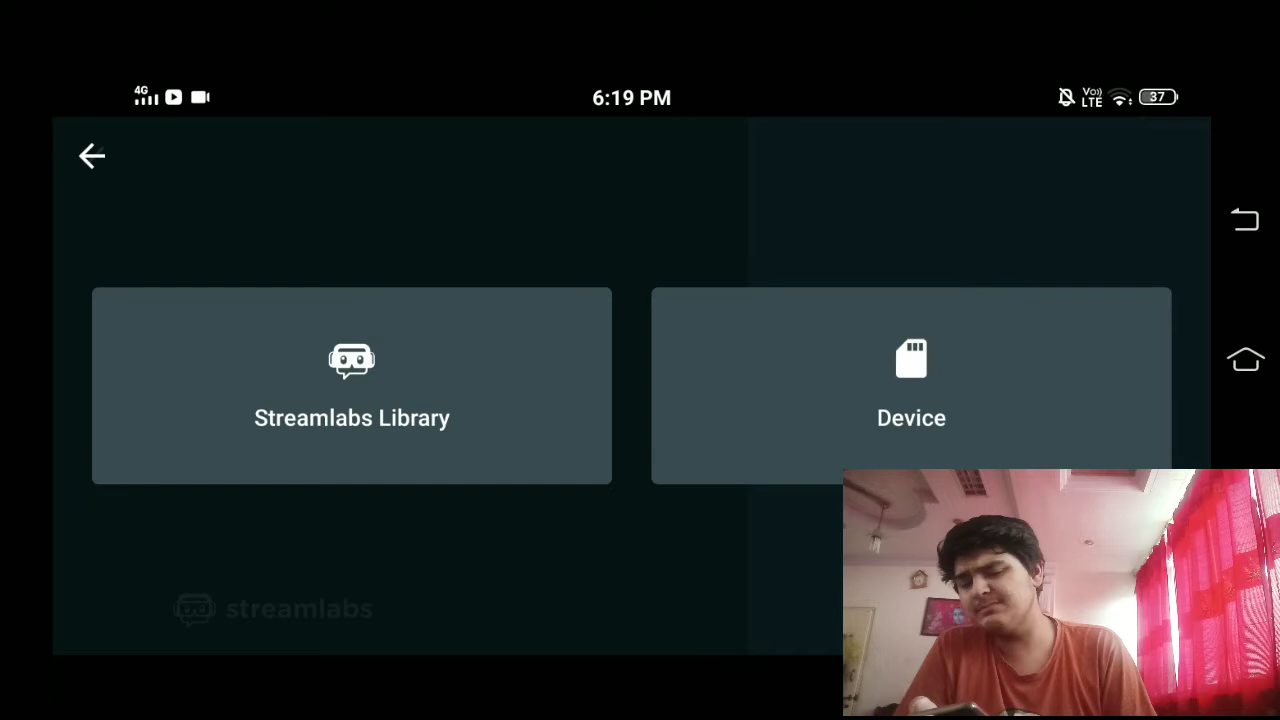 4G
6:19 PM
Vo))
LTE
37
Streamlabs Library
Device
streamlabs